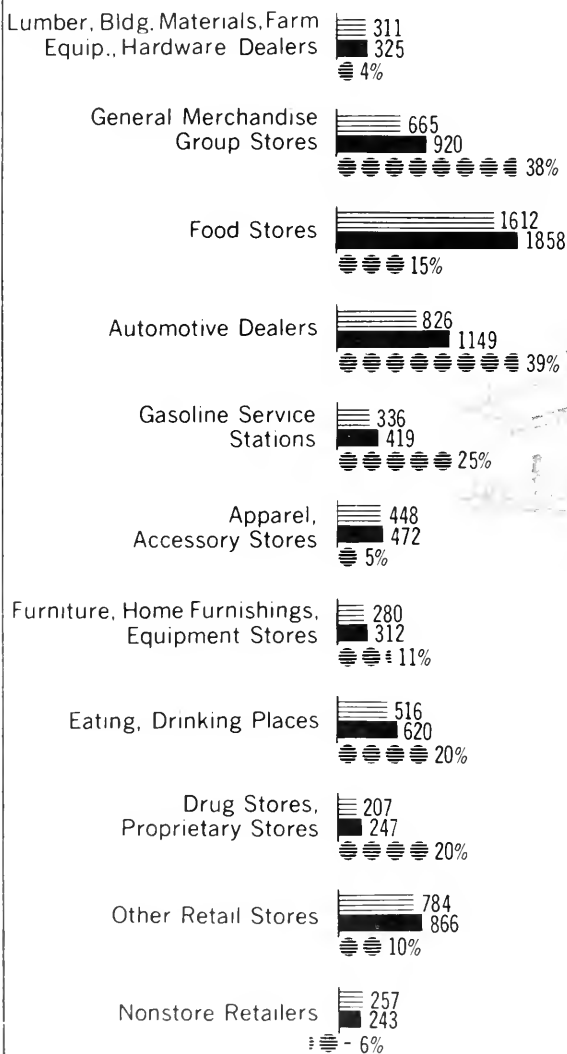 Lumber, Bldg. Materials, Farm
Equip., Hardware Dealers
311
325
4%
General Merchandise
Group Stores
665
920
38%
Food Stores
1612
1858
15%
Automotive Dealers
826
1149
39%
Gasoline Service
Stations
336
419
25%
Apparel,
Accessory Stores
448
472
5%
Furniture, Home Furnishings,
Equipment Stores
280
312
11%
Eating, Drinking Places
516
620
20%
Drug Stores,
Proprietary Stores
207
247
20%
Other Retail Stores
784
866
10%
Nonstore Retailers
257
243
- 6%